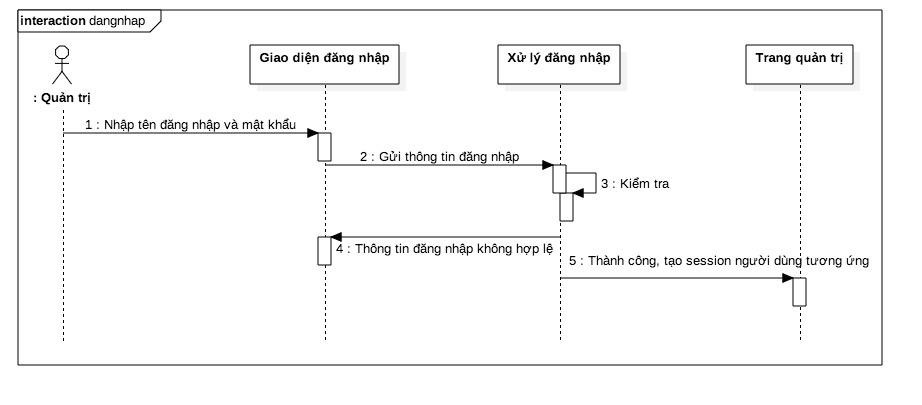 interaction dangnhap
Giao diện đăng nhập
Xử lý đăng nhập
Trang quản trị
: Quản trị
1 : Nhập tên đăng nhập và mật khẩu
2 : Gửi thông tin đăng nhập
3 : Kiểm tra
4 : Thông tin đăng nhập không hợp lệ
5 : Thành công, tạo session người dùng tương ứng